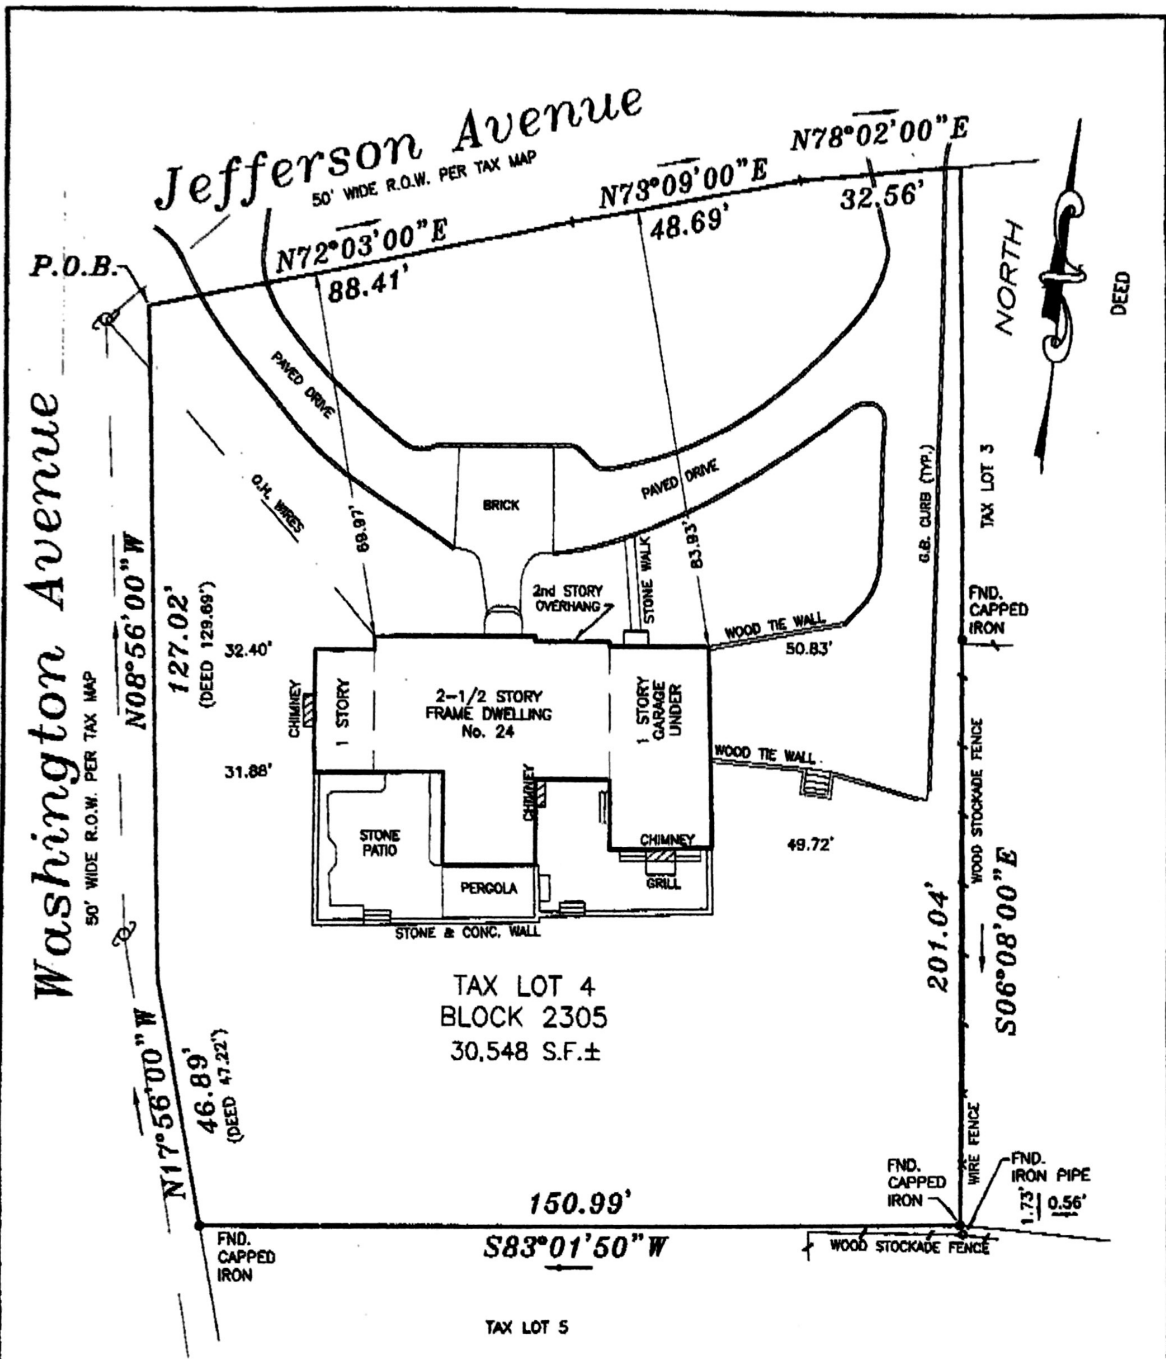 Jefferson Avenue
50' WIDE R.O.W. PER TAX MAP
N72°03'00"E
88.41'
N73°09'00"E
48.69'
N78°02'00"E
32.56'
P.O.B.
NORTH
DEED
PAVED DRIVE
O.H. WIRES
BRICK
PAVED DRIVE
G.B. CURB (TYP.)
TAX LOT 3
69.97'
63.93'
STONE WALK
2nd STORY
OVERHANG
WOOD TIE WALL
50.83'
FND.
CAPPED
IRON
Washington Avenue
50' WIDE R.O.W. PER TAX MAP
N08°56'00"W
127.02'
(DEED 129.69')
32.40'
CHIMNEY
1 STORY
2-1/2 STORY
FRAME DWELLING
No. 24
1 STORY
GARAGE
UNDER
31.88'
WOOD TIE WALL
WOOD STOCKADE FENCE
CHIMNEY
STONE
PATIO
CHIMNEY
49.72'
PERGOLA
GRILL
STONE & CONC. WALL
201.04'
S06°08'00"E
TAX LOT 4
BLOCK 2305
30,548 S.F.±
N17°56'00"W
46.89'
(DEED 47.22')
WIRE FENCE
FND.
CAPPED
IRON
FND.
IRON PIPE
1.73'
0.56'
150.99'
S83°01'50"W
FND.
CAPPED
IRON
WOOD STOCKADE FENCE
TAX LOT 5